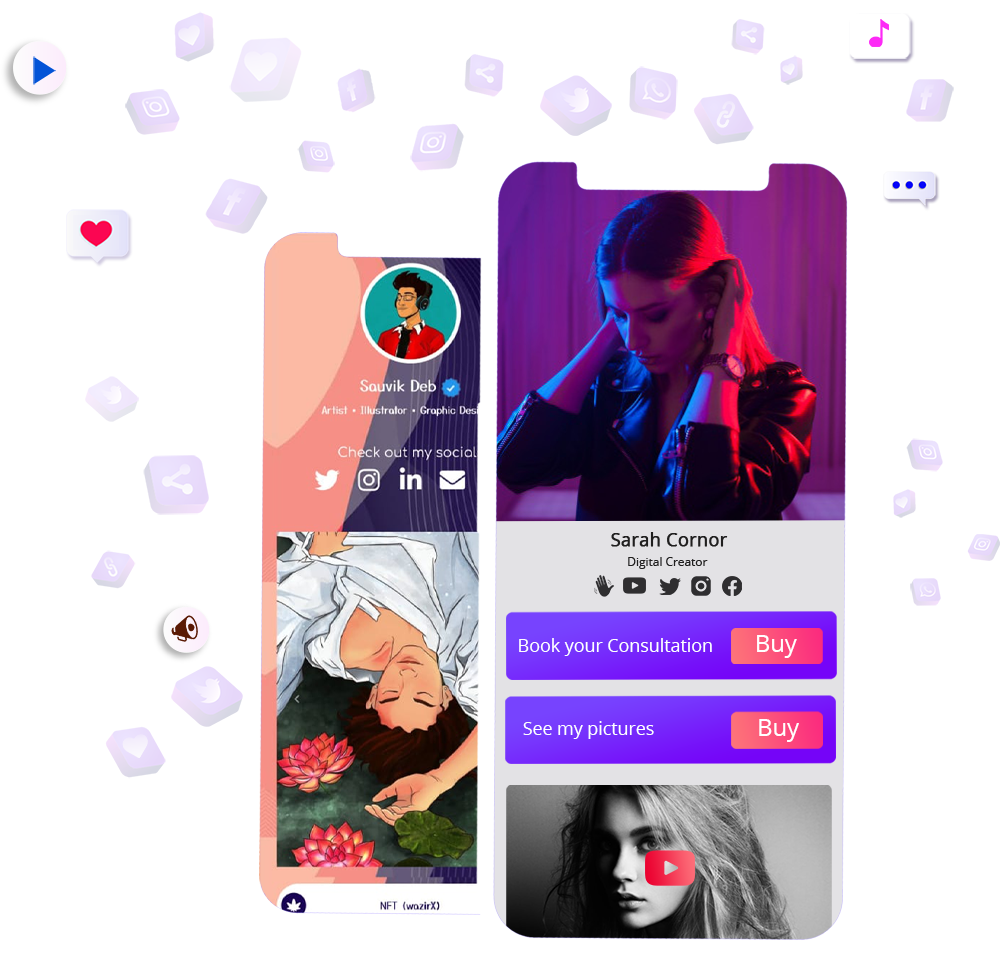 Sauvik Deb
Artist • Illustrator • Graphic Desi
Check out my social
NFT (wazirX)
Sarah Cornor
Digital Creator
Book your Consultation
Buy
See my pictures
Buy